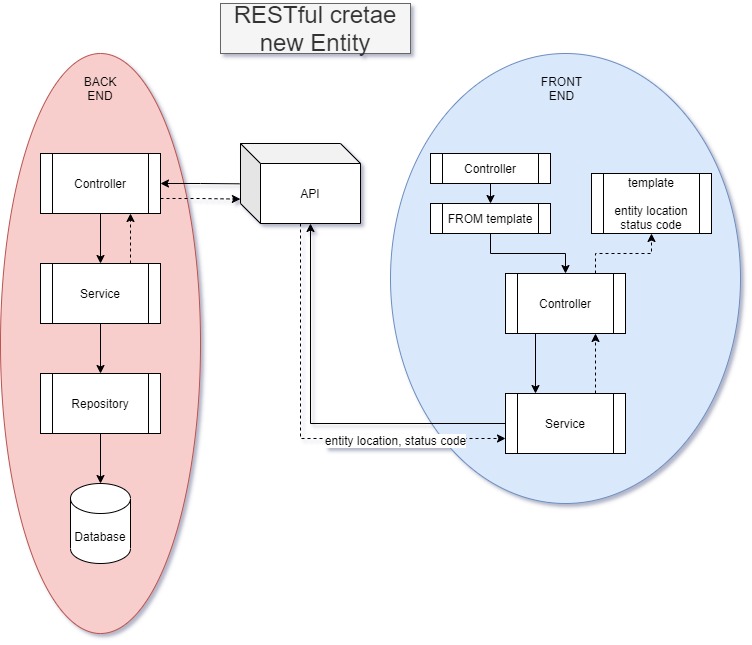 RESTful cretae
new Entity
BACK
END
Controller
Service
Repository
Database
API
entity location, status code
FRONT
END
Controller
FROM template
template
entity location
status code
Controller
Service